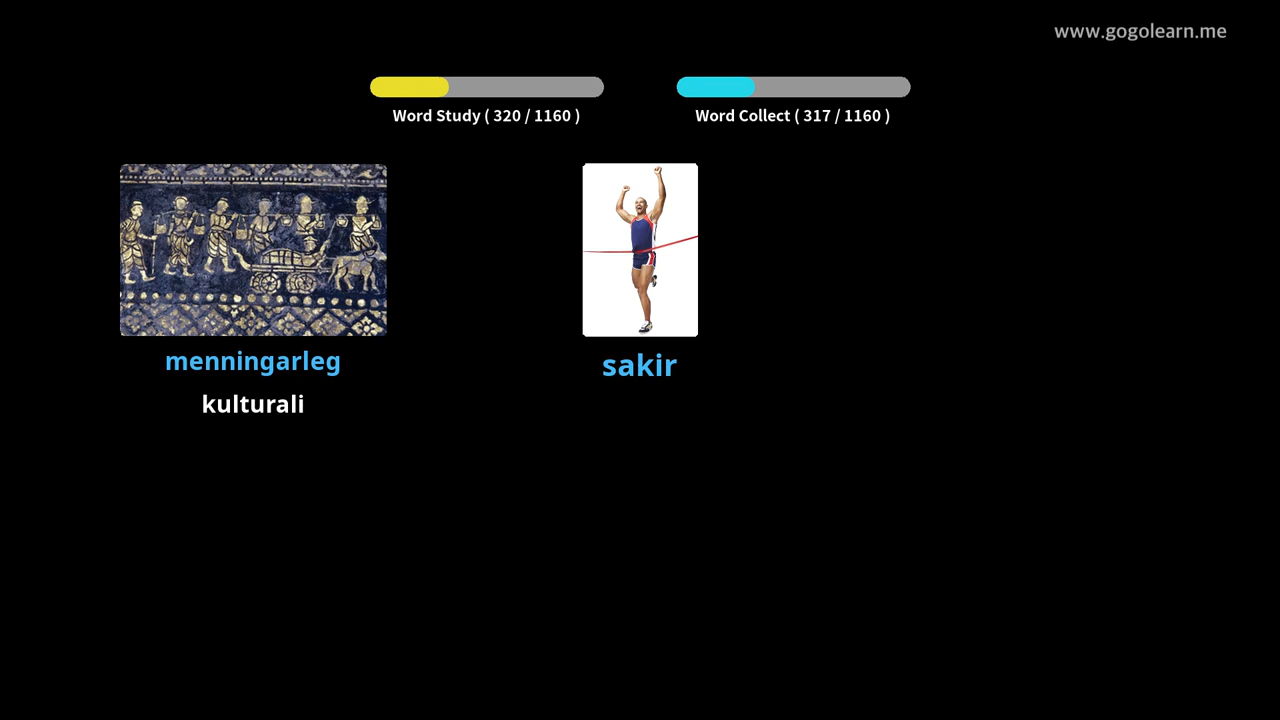 www.gogolearn.me
Word Study ( 320 / 1160 )
Word Collect ( 317 / 1160 )
menningarleg
kulturali
sakir